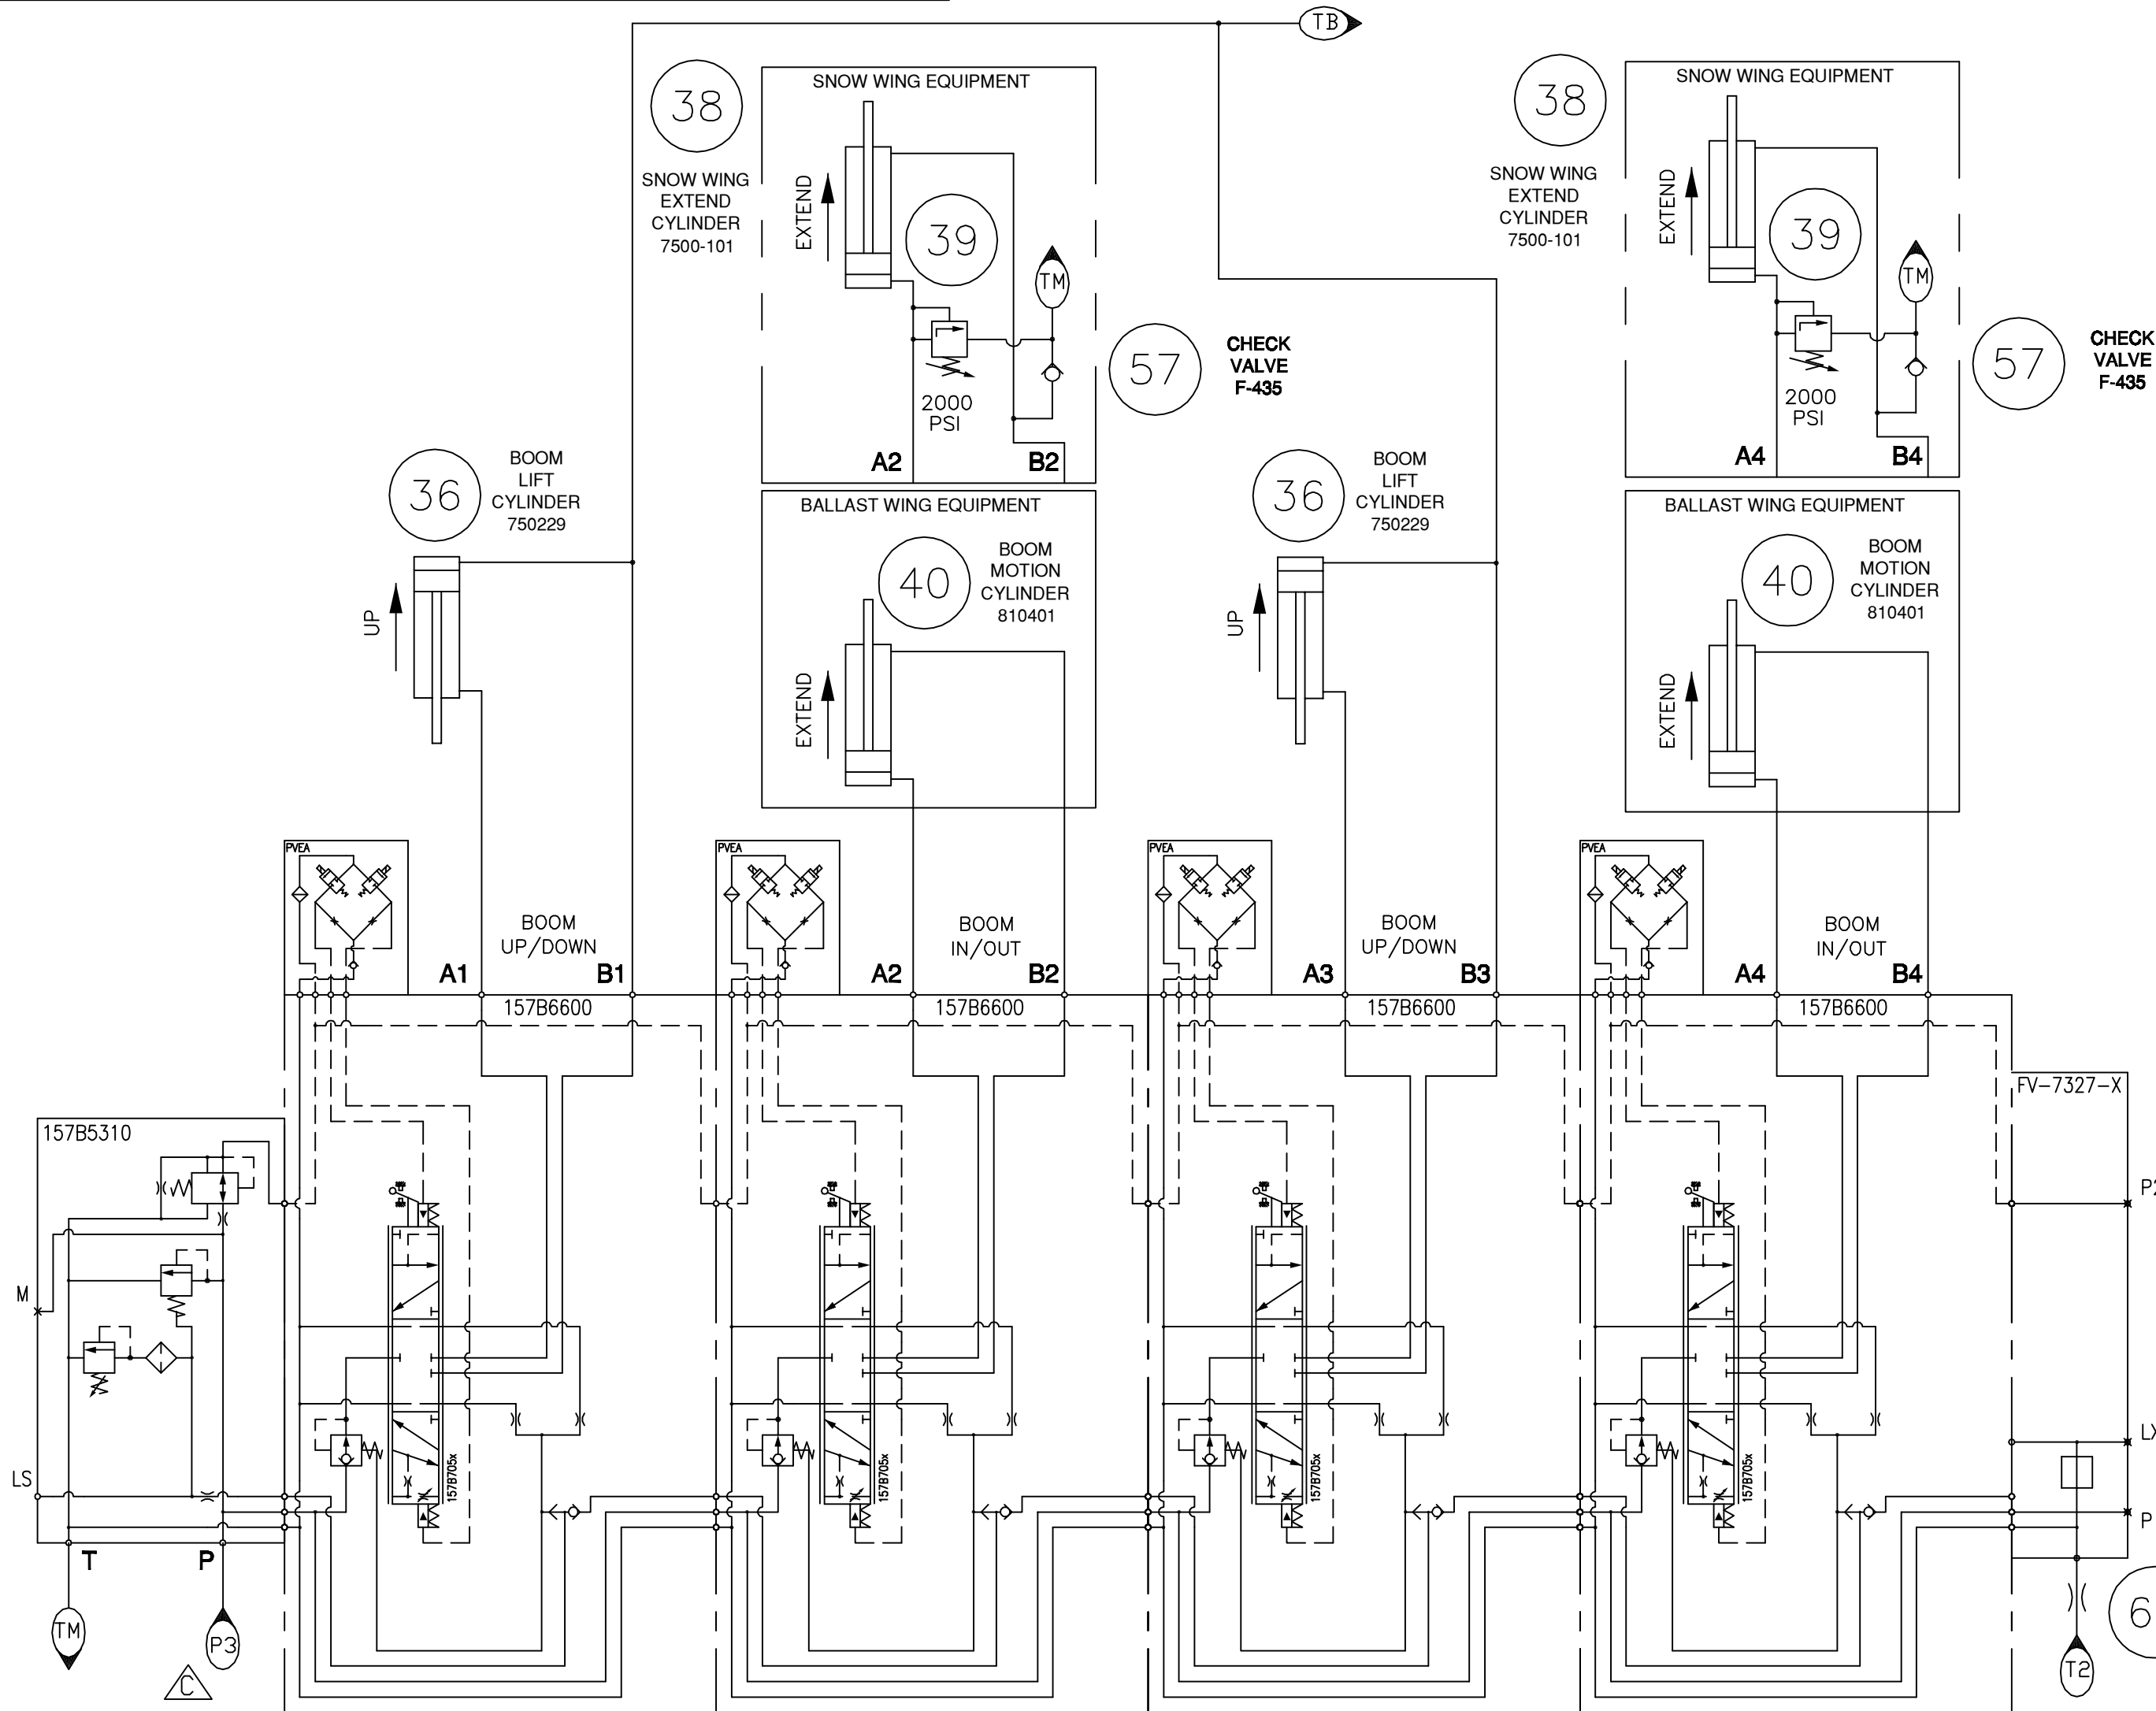 TB
SNOW WING EQUIPMENT
38
SNOW WING
EXTEND
CYLINDER
7500-101
EXTEND
39
TM
2000
PSI
A2
B2
57
CHECK
VALVE
F-435
SNOW WING EQUIPMENT
38
SNOW WING
EXTEND
CYLINDER
7500-101
EXTEND
39
TM
2000
PSI
A4
B4
57
CHECK
VALVE
F-435
36
BOOM
LIFT
CYLINDER
750229
UP
BALLAST WING EQUIPMENT
40
BOOM
MOTION
CYLINDER
810401
EXTEND
36
BOOM
LIFT
CYLINDER
750229
UP
BALLAST WING EQUIPMENT
40
BOOM
MOTION
CYLINDER
810401
EXTEND
PVEA
BOOM
UP/DOWN
A1
B1
157B6600
PVEA
BOOM
IN/OUT
A2
B2
157B6600
PVEA
BOOM
UP/DOWN
A3
B3
157B6600
PVEA
BOOM
IN/OUT
A4
B4
157B6600
157B5310
M
LS
T
P
TM
P3
C
157B705x
157B705x
157B705x
157B705x
FV-7327-X
P2
LX
P
T2
6